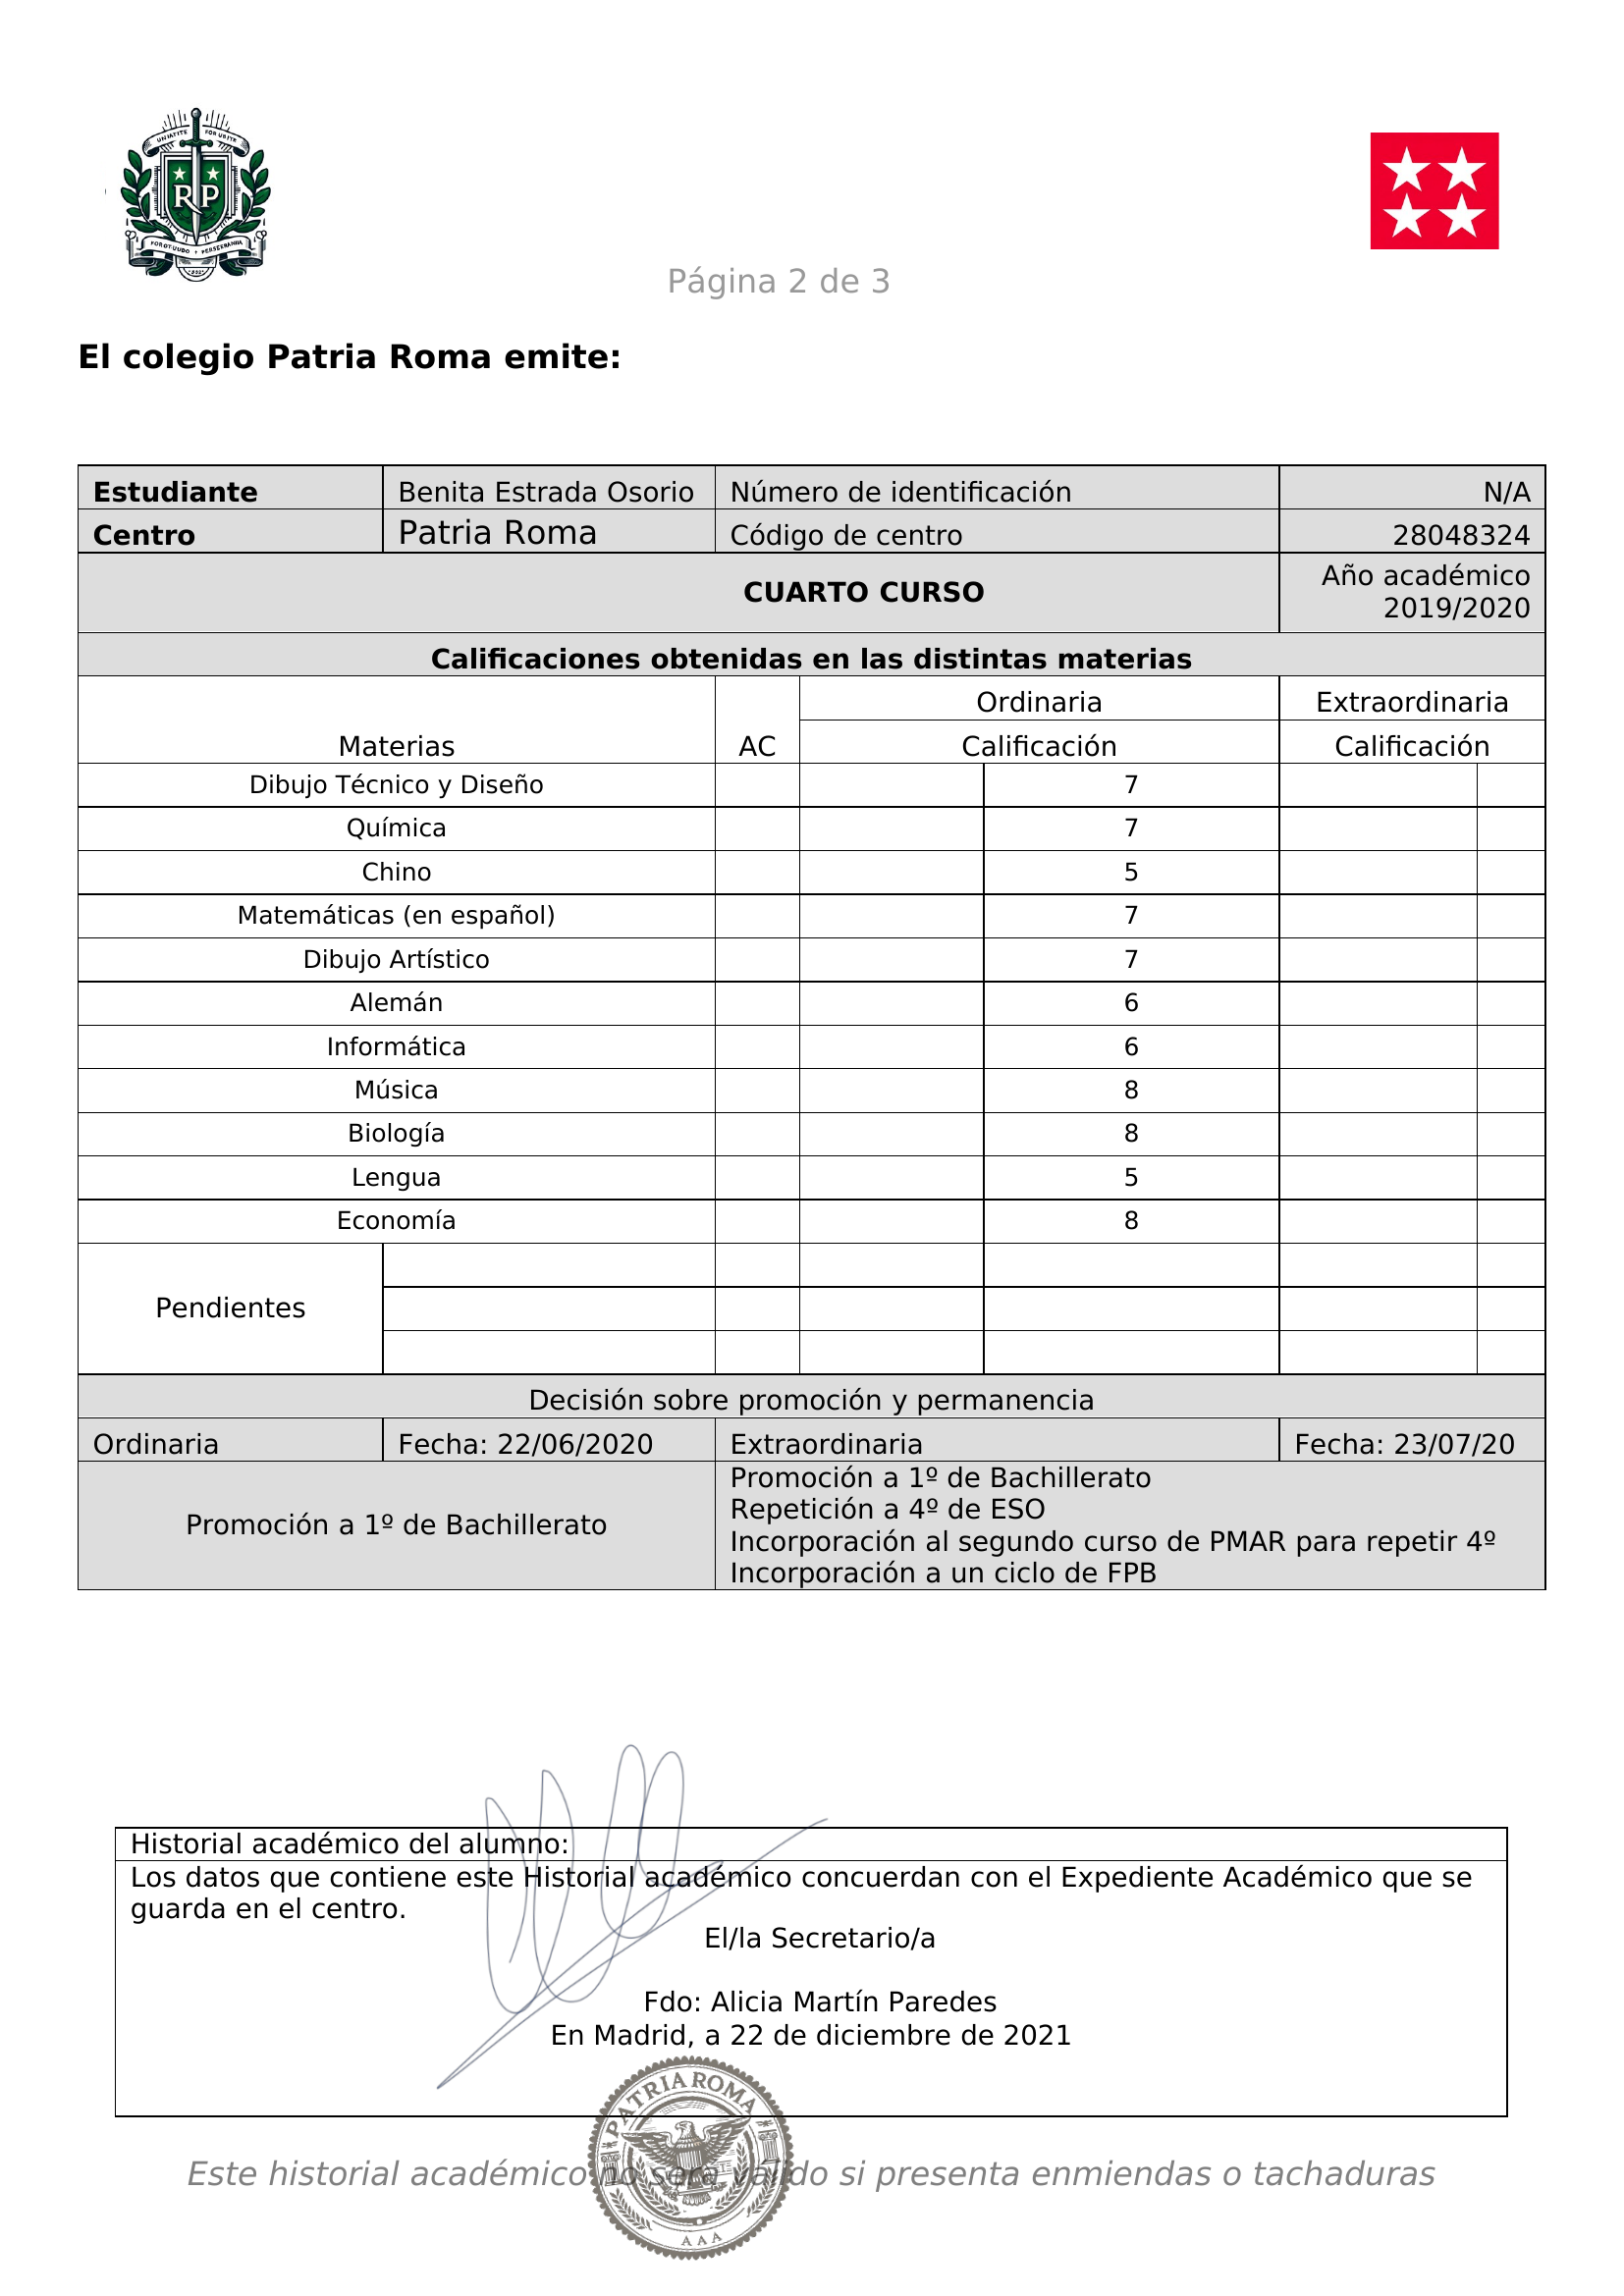 RP
Página 2 de 3
El colegio Patria Roma emite:
Estudiante Benita Estrada Osorio Número de identificación N/A
Centro Patria Roma Código de centro 28048324
CUARTO CURSO Año académico 2019/2020
Calificaciones obtenidas en las distintas materias
Ordinaria Extraordinaria
Materias AC Calificación Calificación
Dibujo Técnico y Diseño 7
Química 7
Chino 5
Matemáticas (en español) 7
Dibujo Artístico 7
Alemán 6
Informática 6
Música 8
Biología 8
Lengua 5
Economía 8
Pendientes
Decisión sobre promoción y permanencia
Ordinaria Fecha: 22/06/2020 Extraordinaria Fecha: 23/07/20
Promoción a 1º de Bachillerato
Promoción a 1º de Bachillerato
Repetición a 4º de ESO
Incorporación al segundo curso de PMAR para repetir 4º
Incorporación a un ciclo de FPB
Historial académico del alumno:
Los datos que contiene este Historial académico concuerdan con el Expediente Académico que se
guarda en el centro.
El/la Secretario/a
Fdo: Alicia Martín Paredes
En Madrid, a 22 de diciembre de 2021
PATRIA ROMA
Este historial académico no será válido si presenta enmiendas o tachaduras
AAA